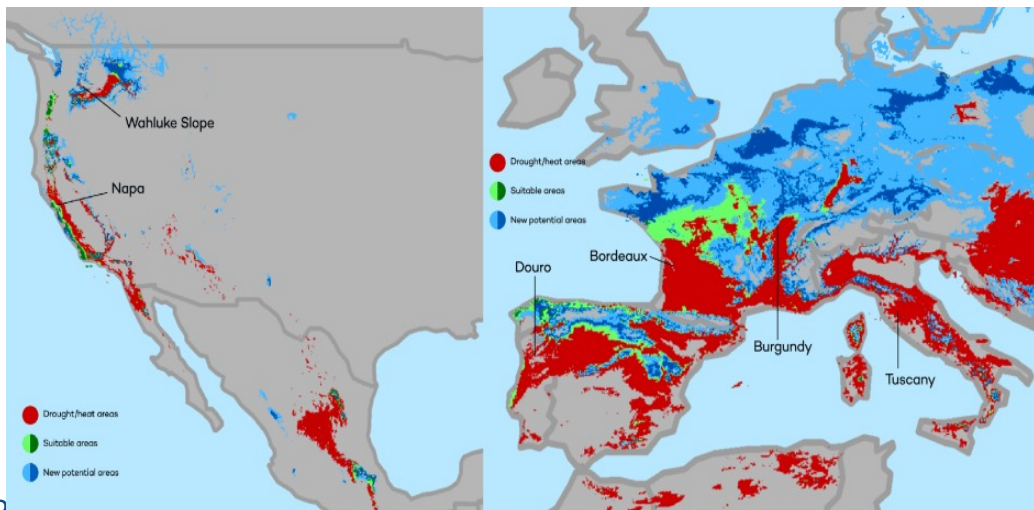 Wahluke Slope
Napa
Drought/heat areas
Suitable areas
New potential areas
Drought/heat areas
Suitable areas
New potential areas
Bordeaux
Douro
Burgundy
Tuscany